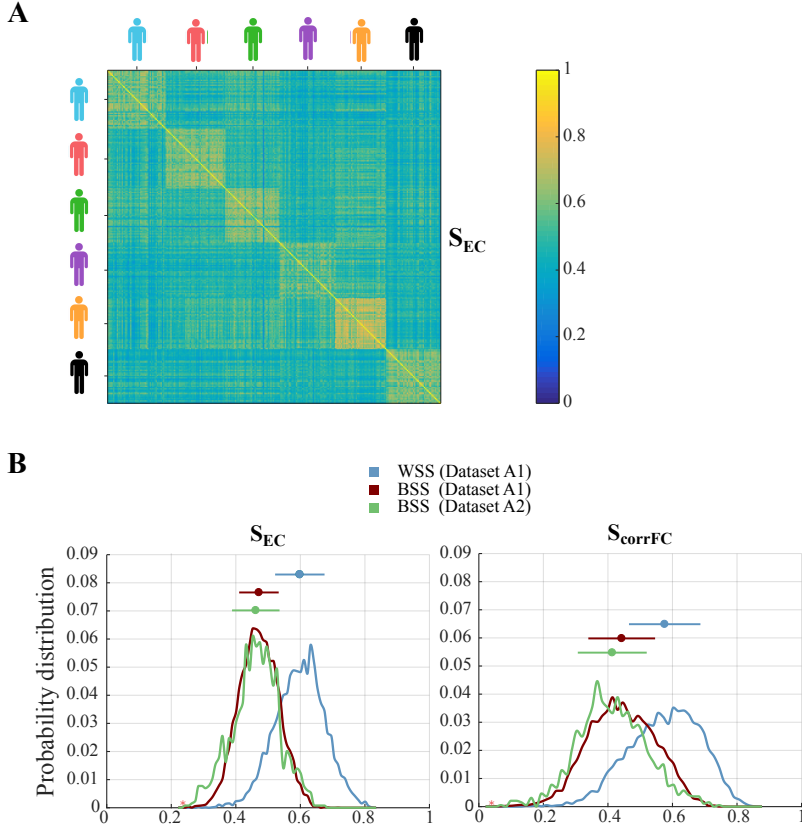 A
1
0.8
0.6
S_EC
0.4
0.2
0
B
WSS (Dataset A1)
BSS (Dataset A1)
BSS (Dataset A2)
S_EC
S_corrFC
Probability distribution
0.09
0.08
0.07
0.06
0.05
0.04
0.03
0.02
0.01
0
*
0 0.2 0.4 0.6 0.8 1
0.09
0.08
0.07
0.06
0.05
0.04
0.03
0.02
0.01
0
*
0 0.2 0.4 0.6 0.8 1